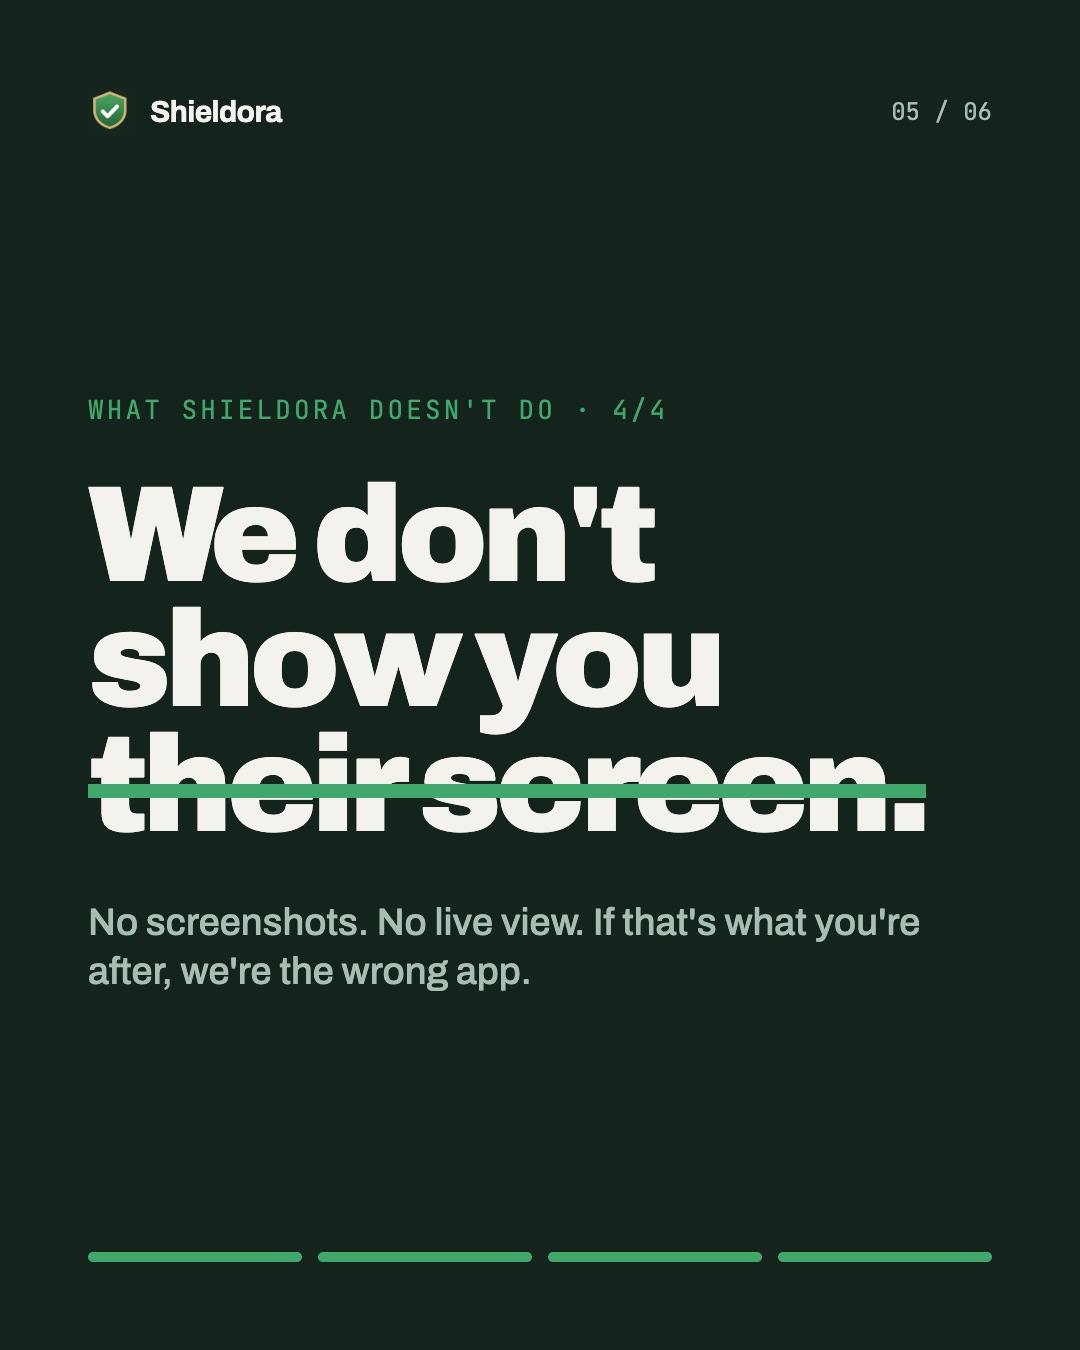 Shieldora
05 / 06
WHAT SHIELDORA DOESN'T DO · 4/4
We don't
show you
their screen.
No screenshots. No live view. If that's what you're
after, we're the wrong app.